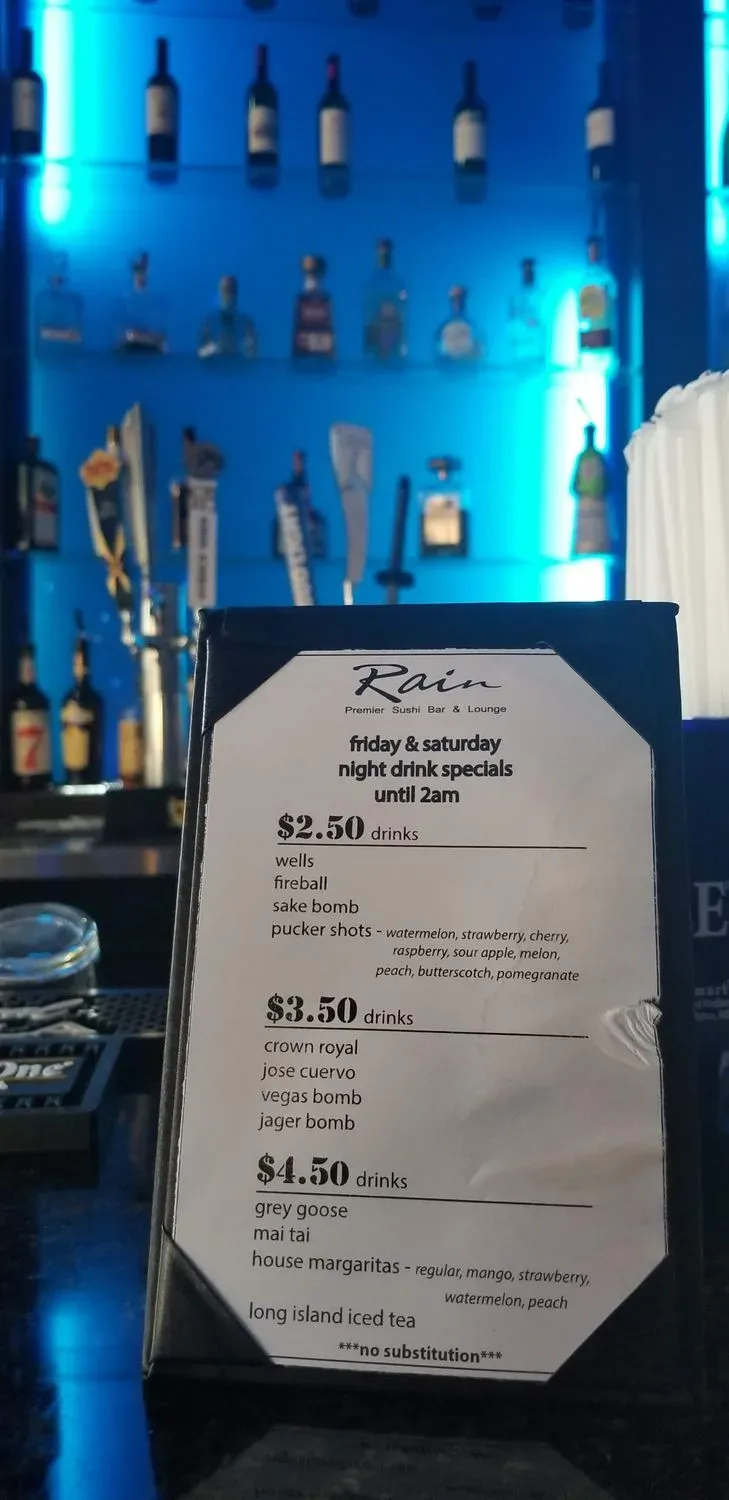 Rain
Premier Sushi Bar & Lounge
friday & saturday
night drink specials
until 2am
$2.50 drinks
wells
fireball
sake bomb
pucker shots - watermelon, strawberry, cherry,
raspberry, sour apple, melon,
peach, butterscotch, pomegranate
$3.50 drinks
crown royal
jose cuervo
vegas bomb
jager bomb
$4.50 drinks
grey goose
mai tai
house margaritas - regular, mango, strawberry,
watermelon, peach
long island iced tea
***no substitution***
7
One